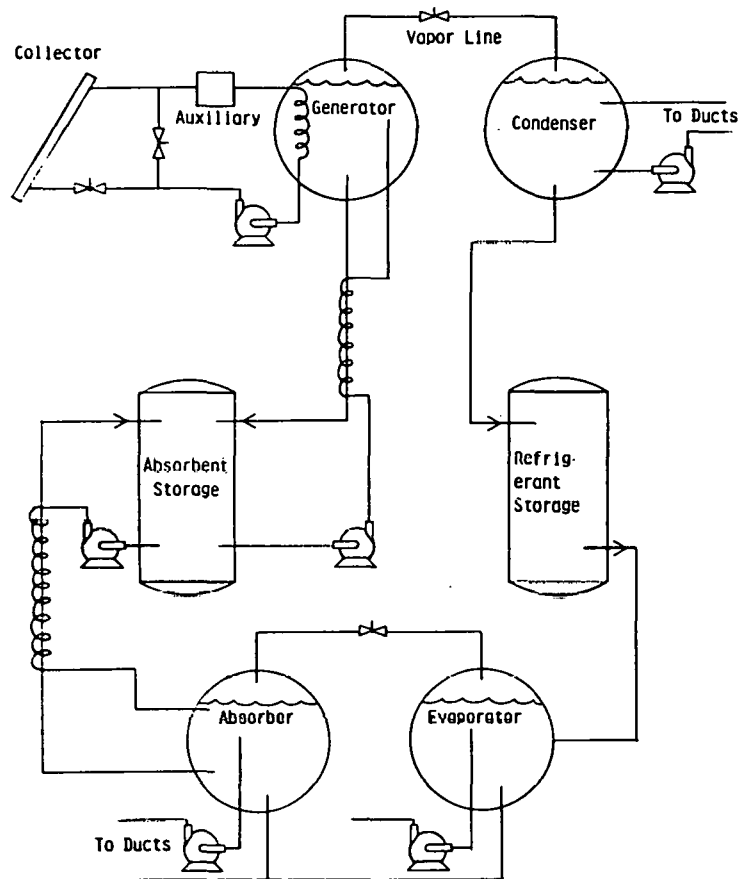 Vapor Line
Collector
Generator
Auxiliary
Condenser
To Ducts
Absorbent
Storage
Refrig-
erant
Storage
Absorber
Evaporator
To Ducts